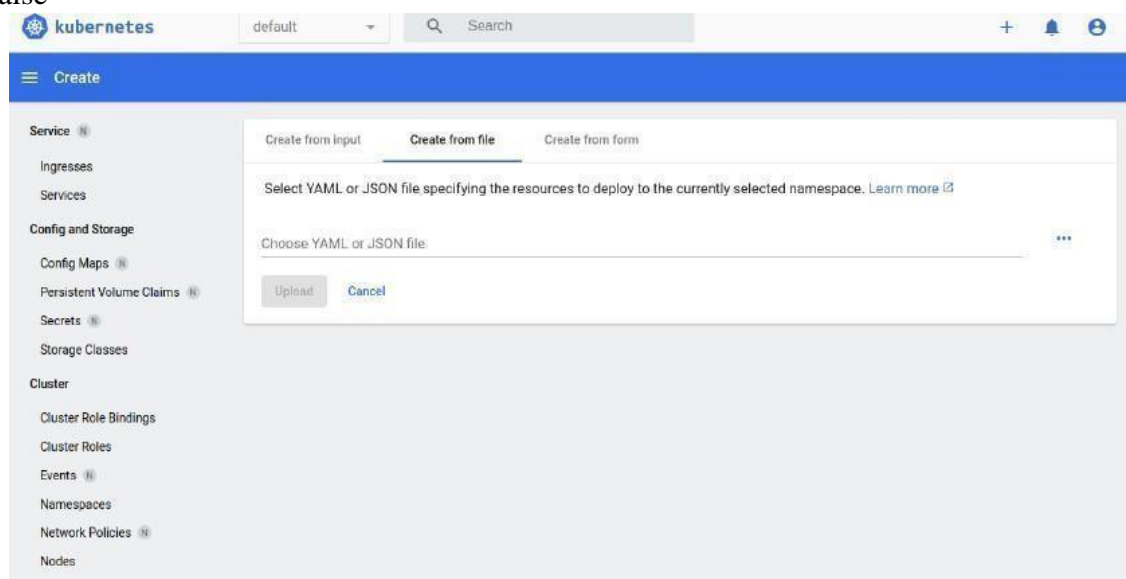 kubernetes
default
Search
Create
Service N
Ingresses
Services
Config and Storage
Config Maps N
Persistent Volume Claims N
Secrets N
Storage Classes
Cluster
Cluster Role Bindings
Cluster Roles
Events N
Namespaces
Network Policies N
Nodes
Create from input Create from file Create from form
Select YAML or JSON file specifying the resources to deploy to the currently selected namespace. Learn more
Choose YAML or JSON file
Upload Cancel